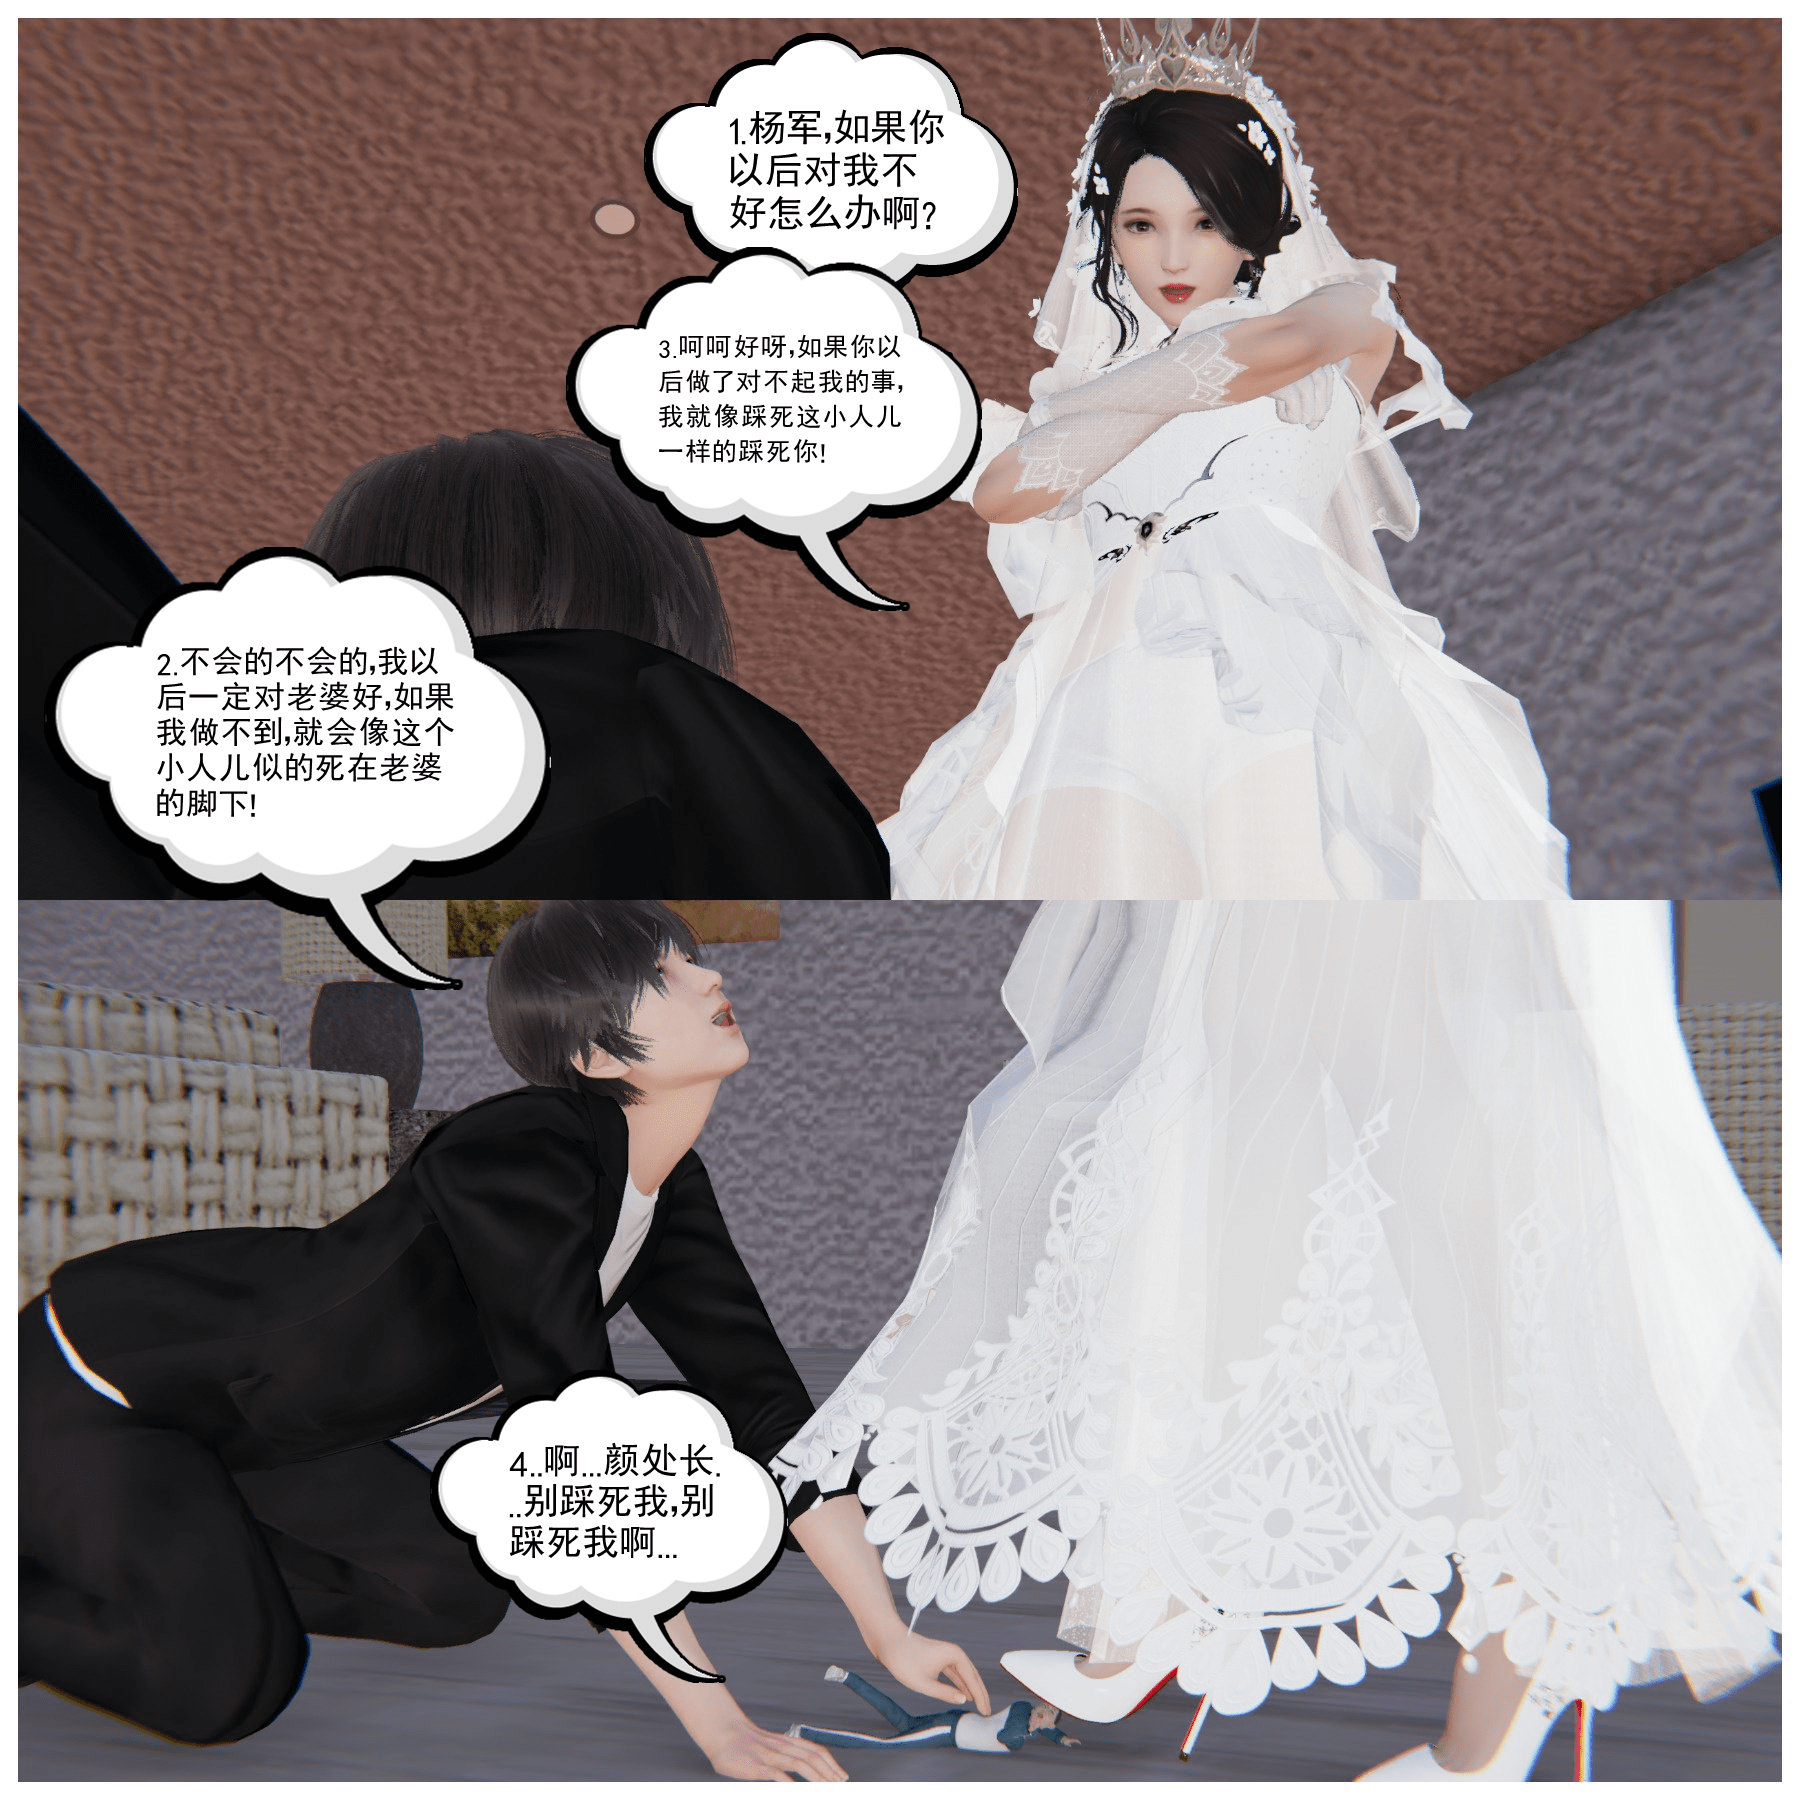 1.杨军,如果你
以后对我不
好怎么办啊?
2.不会的不会的,我以
后一定对老婆好,如果
我做不到,就会像这个
小人儿似的死在老婆
的脚下!
3.呵呵好呀,如果你以
后做了对不起我的事,
我就像踩死这小人儿
一样的踩死你!
4..啊...颜处长.
..别踩死我,别
踩死我啊...